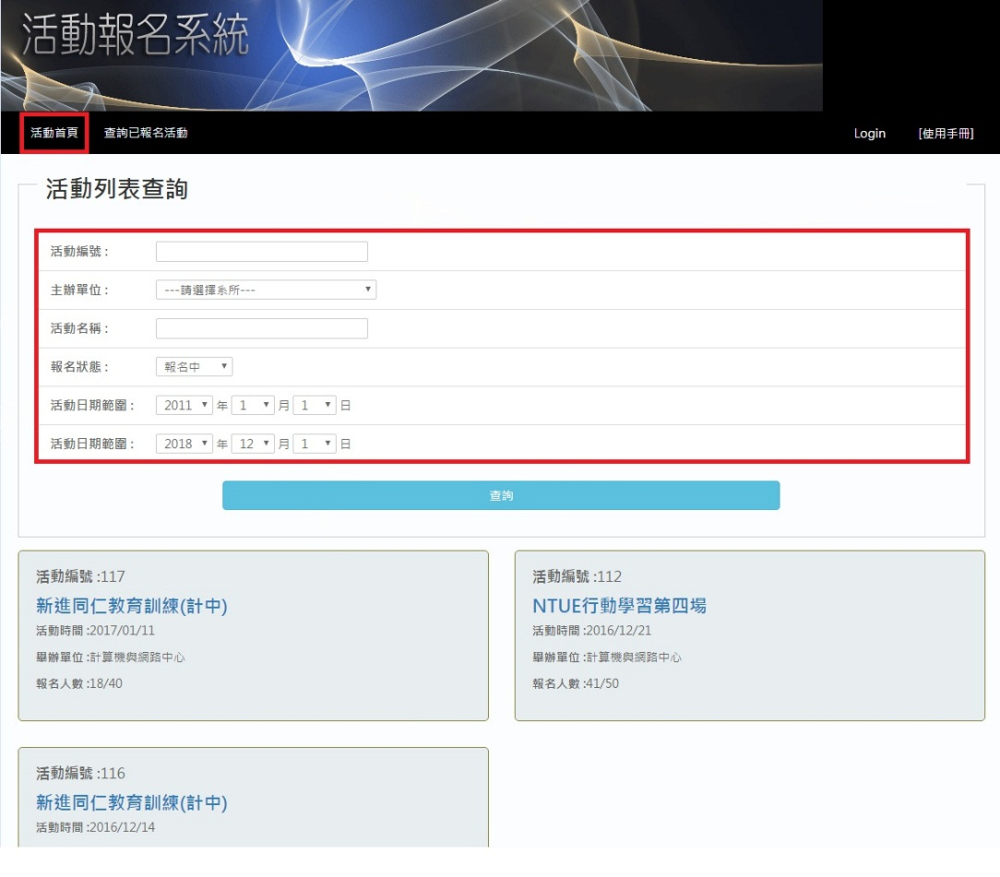 活動報名系統
活動首頁 查詢已報名活動 Login [使用手冊]
活動列表查詢
活動編號 :
主辦單位 : ---請選擇系所---
活動名稱 :
報名狀態 : 報名中
活動日期範圍 : 2011 年 1 月 1 日
活動日期範圍 : 2018 年 12 月 1 日
查詢
活動編號 :117
新進同仁教育訓練(計中)
活動時間 :2017/01/11
舉辦單位 :計算機與網路中心
報名人數 :18/40
活動編號 :112
NTUE行動學習第四場
活動時間 :2016/12/21
舉辦單位 :計算機與網路中心
報名人數 :41/50
活動編號 :116
新進同仁教育訓練(計中)
活動時間 :2016/12/14